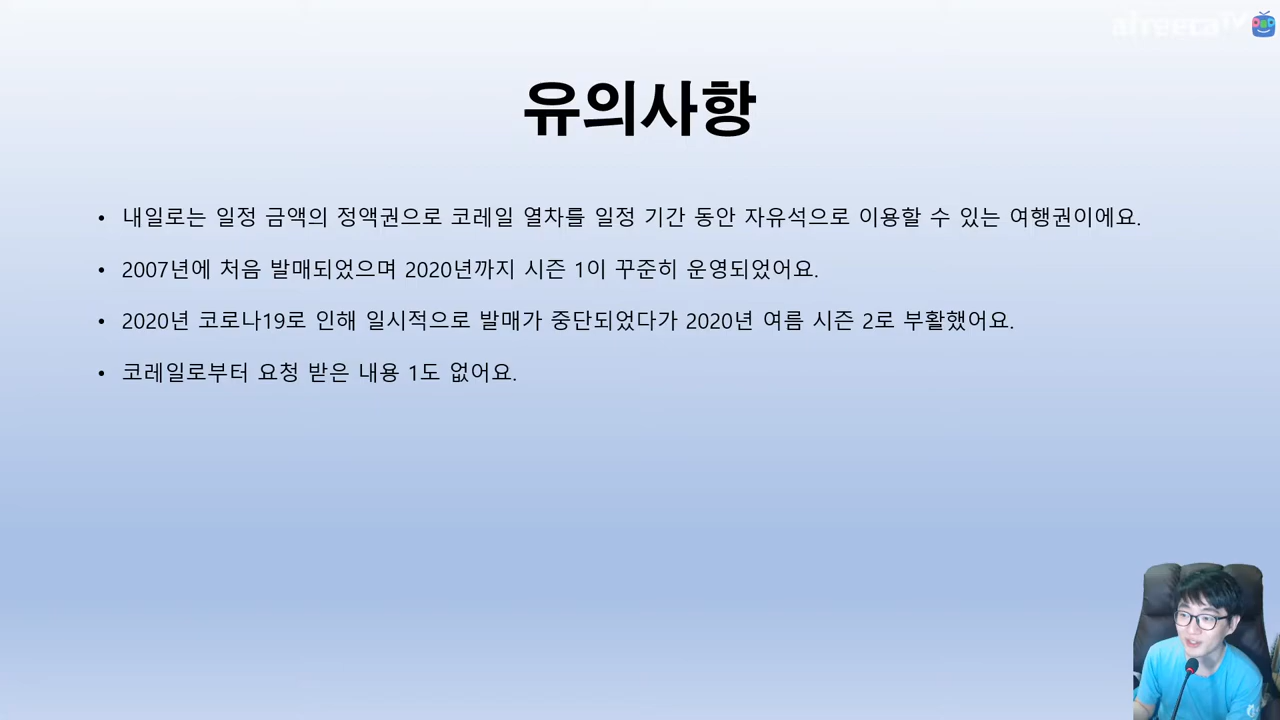 afreecaTV
유의사항
• 내일로는 일정 금액의 정액권으로 코레일 열차를 일정 기간 동안 자유석으로 이용할 수 있는 여행권이에요.
• 2007년에 처음 발매되었으며 2020년까지 시즌 1이 꾸준히 운영되었어요.
• 2020년 코로나19로 인해 일시적으로 발매가 중단되었다가 2020년 여름 시즌 2로 부활했어요.
• 코레일로부터 요청 받은 내용 1도 없어요.